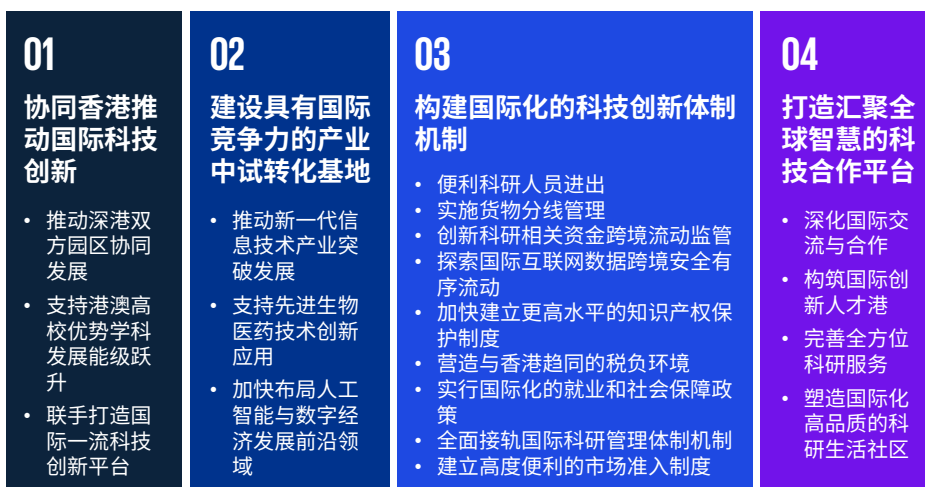 01
协同香港推
动国际科技
创新
• 推动深港双
方园区协同
发展
• 支持港澳高
校优势学科
发展能级跃
升
• 联手打造国
际一流科技
创新平台
02
建设具有国际
竞争力的产业
中试转化基地
• 推动新一代信
息技术产业突
破发展
• 支持先进生物
医药技术创新
应用
• 加快布局人工
智能与数字经
济发展前沿领
域
03
构建国际化的科技创新体制
机制
• 便利科研人员进出
• 实施货物分线管理
• 创新科研相关资金跨境流动监管
• 探索国际互联网数据跨境安全有
序流动
• 加快建立更高水平的知识产权保
护制度
• 营造与香港趋同的税负环境
• 实行国际化的就业和社会保障政
策
• 全面接轨国际科研管理体制机制
• 建立高度便利的市场准入制度
04
打造汇聚全
球智慧的科
技合作平台
• 深化国际交
流与合作
• 构筑国际创
新人才港
• 完善全方位
科研服务
• 塑造国际化
高品质的科
研生活社区